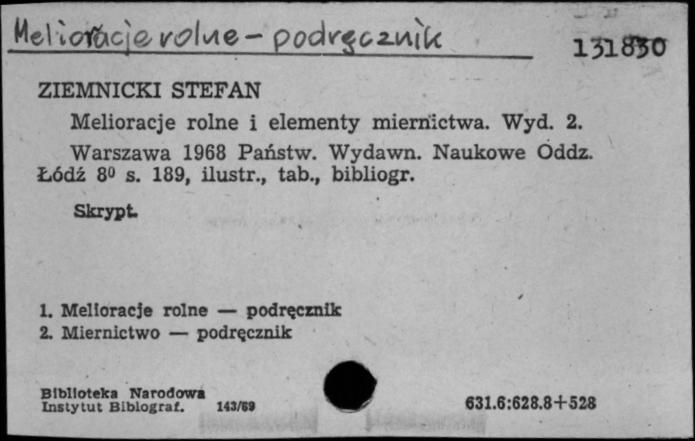 Melioracje rolne - podręcznik
131830
ZIEMNICKI STEFAN
Melioracje rolne i elementy miernictwa. Wyd. 2.
Warszawa 1968 Państw. Wydawn. Naukowe Oddz.
Łódź 8⁰ s. 189, ilustr., tab., bibliogr.
Skrypt.
1. Melioracje rolne — podręcznik
2. Miernictwo — podręcznik
Biblioteka Narodowa
Instytut Bibliograf. 143/69
631.6:628.8+528